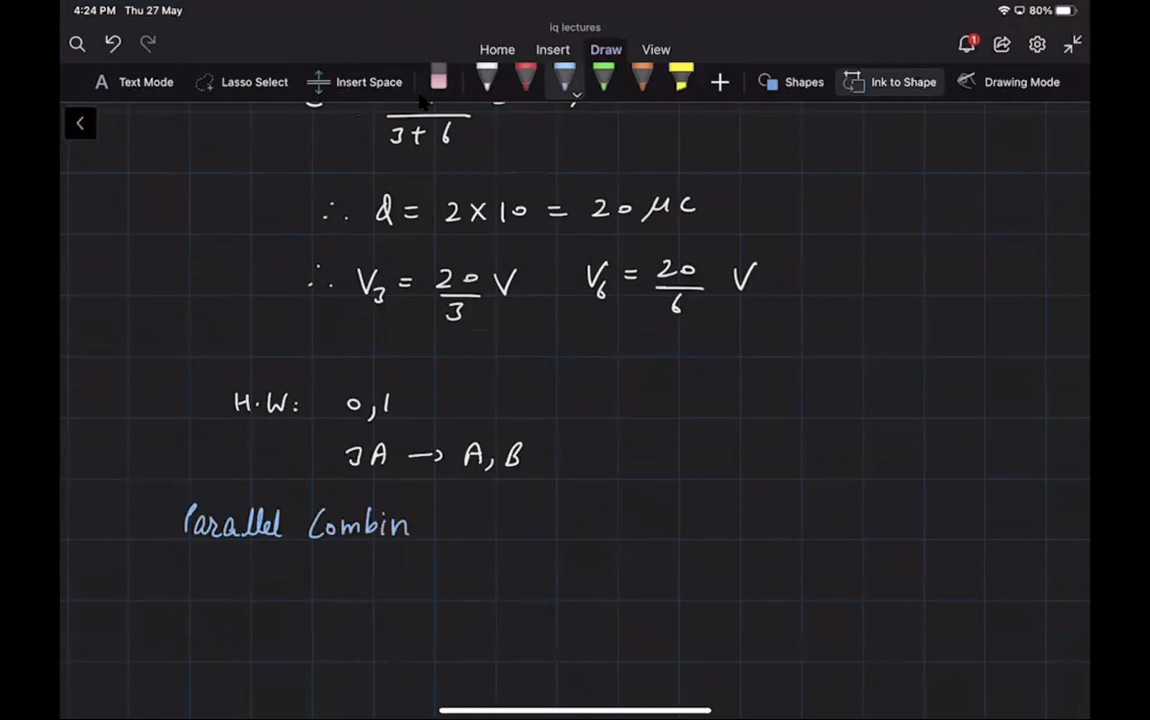 4:24 PM Thu 27 May
80%
iq lectures
Home Insert Draw View
1
A Text Mode Lasso Select Insert Space Shapes Ink to Shape Drawing Mode
3+6
∴ Q = 2×10 = 20 μC
∴ V₃ = 20/3 V V₆ = 20/6 V
H.W: 0,1
JA → A, B
Parallel Combin